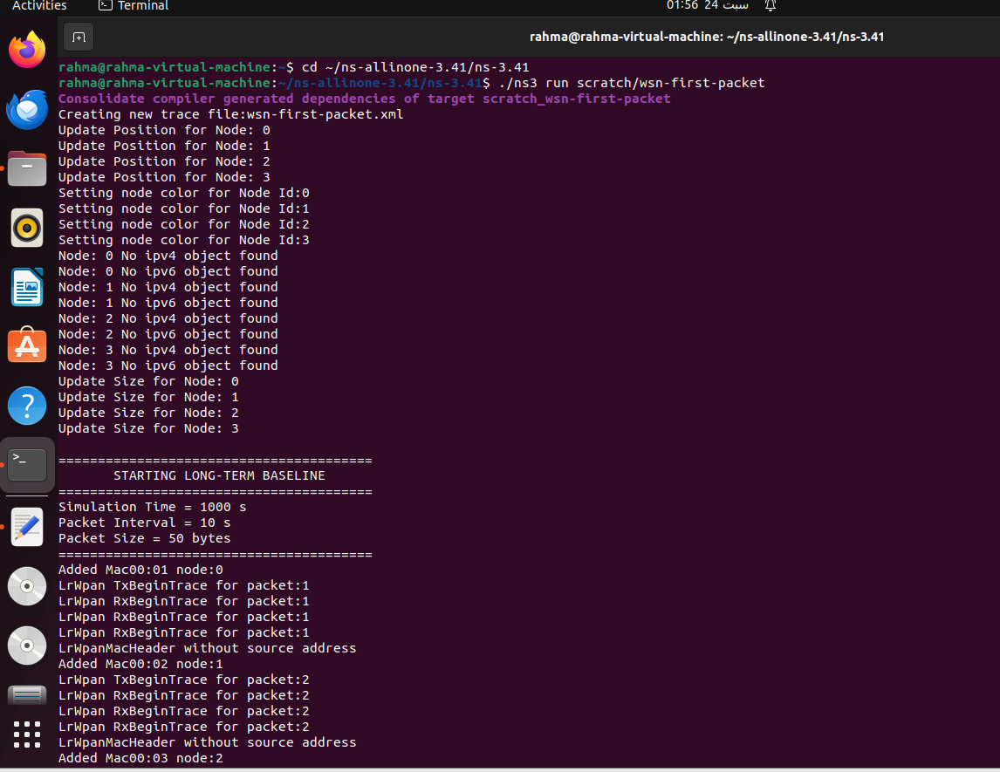 Activities
Terminal
01:56 24 سبت
rahma@rahma-virtual-machine: ~/ns-allinone-3.41/ns-3.41
rahma@rahma-virtual-machine:~$ cd ~/ns-allinone-3.41/ns-3.41
rahma@rahma-virtual-machine:~/ns-allinone-3.41/ns-3.41$ ./ns3 run scratch/wsn-first-packet
Consolidate compiler generated dependencies of target scratch_wsn-first-packet
Creating new trace file:wsn-first-packet.xml
Update Position for Node: 0
Update Position for Node: 1
Update Position for Node: 2
Update Position for Node: 3
Setting node color for Node Id:0
Setting node color for Node Id:1
Setting node color for Node Id:2
Setting node color for Node Id:3
Node: 0 No ipv4 object found
Node: 0 No ipv6 object found
Node: 1 No ipv4 object found
Node: 1 No ipv6 object found
Node: 2 No ipv4 object found
Node: 2 No ipv6 object found
Node: 3 No ipv4 object found
Node: 3 No ipv6 object found
Update Size for Node: 0
Update Size for Node: 1
Update Size for Node: 2
Update Size for Node: 3
========================================
STARTING LONG-TERM BASELINE
========================================
Simulation Time = 1000 s
Packet Interval = 10 s
Packet Size = 50 bytes
========================================
Added Mac00:01 node:0
LrWpan TxBeginTrace for packet:1
LrWpan RxBeginTrace for packet:1
LrWpan RxBeginTrace for packet:1
LrWpan RxBeginTrace for packet:1
LrWpanMacHeader without source address
Added Mac00:02 node:1
LrWpan TxBeginTrace for packet:2
LrWpan RxBeginTrace for packet:2
LrWpan RxBeginTrace for packet:2
LrWpan RxBeginTrace for packet:2
LrWpanMacHeader without source address
Added Mac00:03 node:2